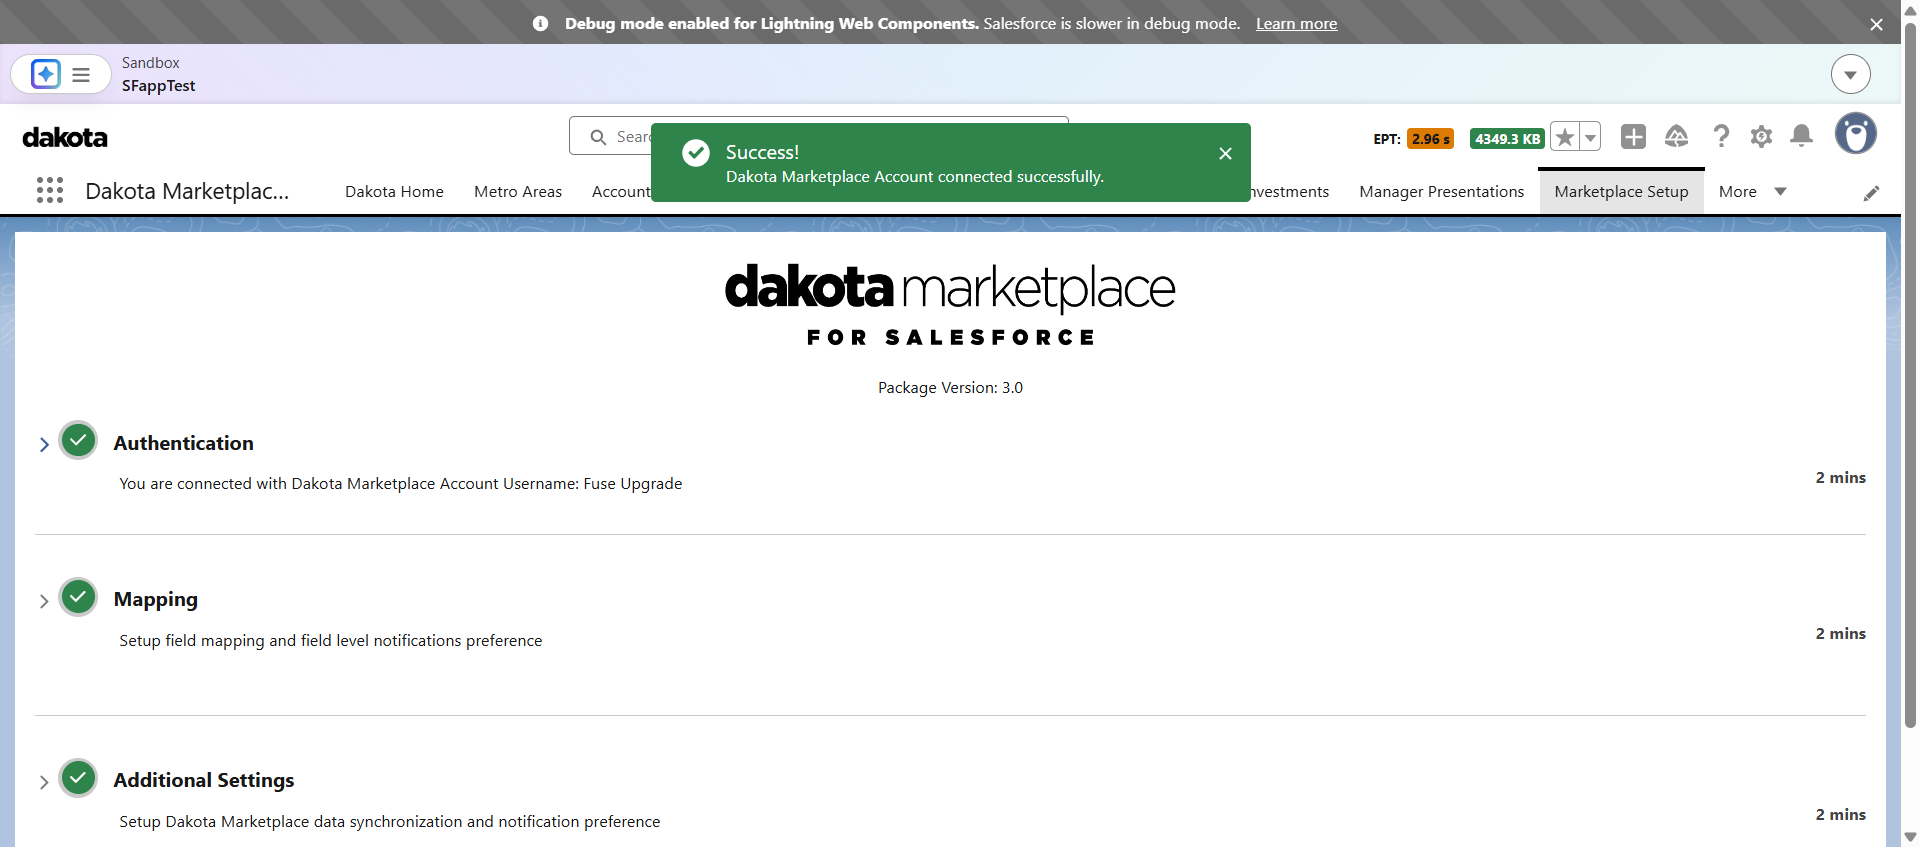 Debug mode enabled for Lightning Web Components. Salesforce is slower in debug mode. Learn more
Sandbox
SFappTest
dakota
Success!
Dakota Marketplace Account connected successfully.
EPT: 2.96 s 4349.3 KB
Dakota Marketplac... Dakota Home Metro Areas Account Manager Presentations Marketplace Setup More
dakota marketplace
FOR SALESFORCE
Package Version: 3.0
Authentication
You are connected with Dakota Marketplace Account Username: Fuse Upgrade
2 mins
Mapping
Setup field mapping and field level notifications preference
2 mins
Additional Settings
Setup Dakota Marketplace data synchronization and notification preference
2 mins